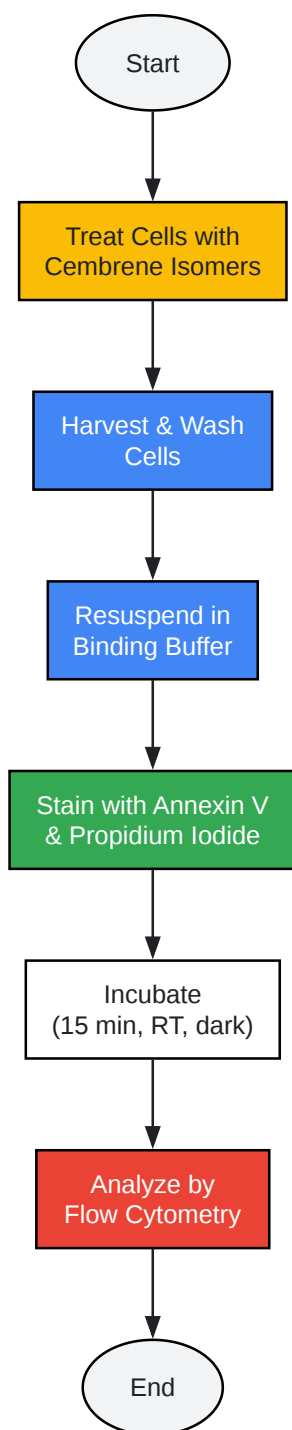 Start
Treat Cells with
Cembrene Isomers
Harvest & Wash
Cells
Resuspend in
Binding Buffer
Stain with Annexin V
& Propidium Iodide
Incubate
(15 min, RT, dark)
Analyze by
Flow Cytometry
End